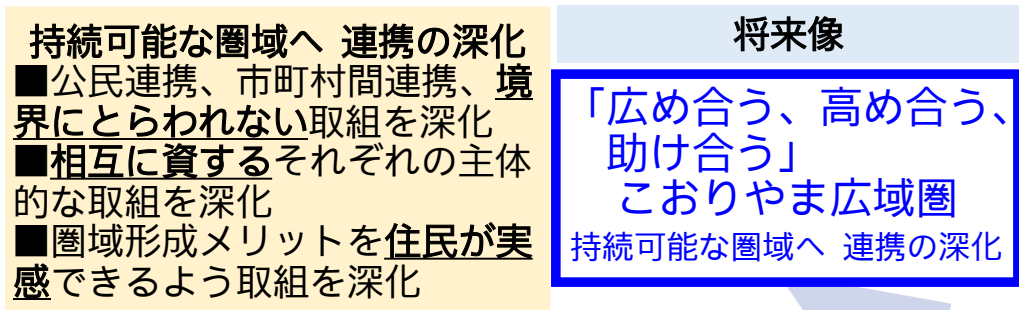 持続可能な圏域へ 連携の深化
■公民連携、市町村間連携、境
界にとらわれない取組を深化
■相互に資するそれぞれの主体
的な取組を深化
■圏域形成メリットを住民が実
感できるよう取組を深化
将来像
「広め合う、高め合う、
助け合う」
こおりやま広域圏
持続可能な圏域へ 連携の深化